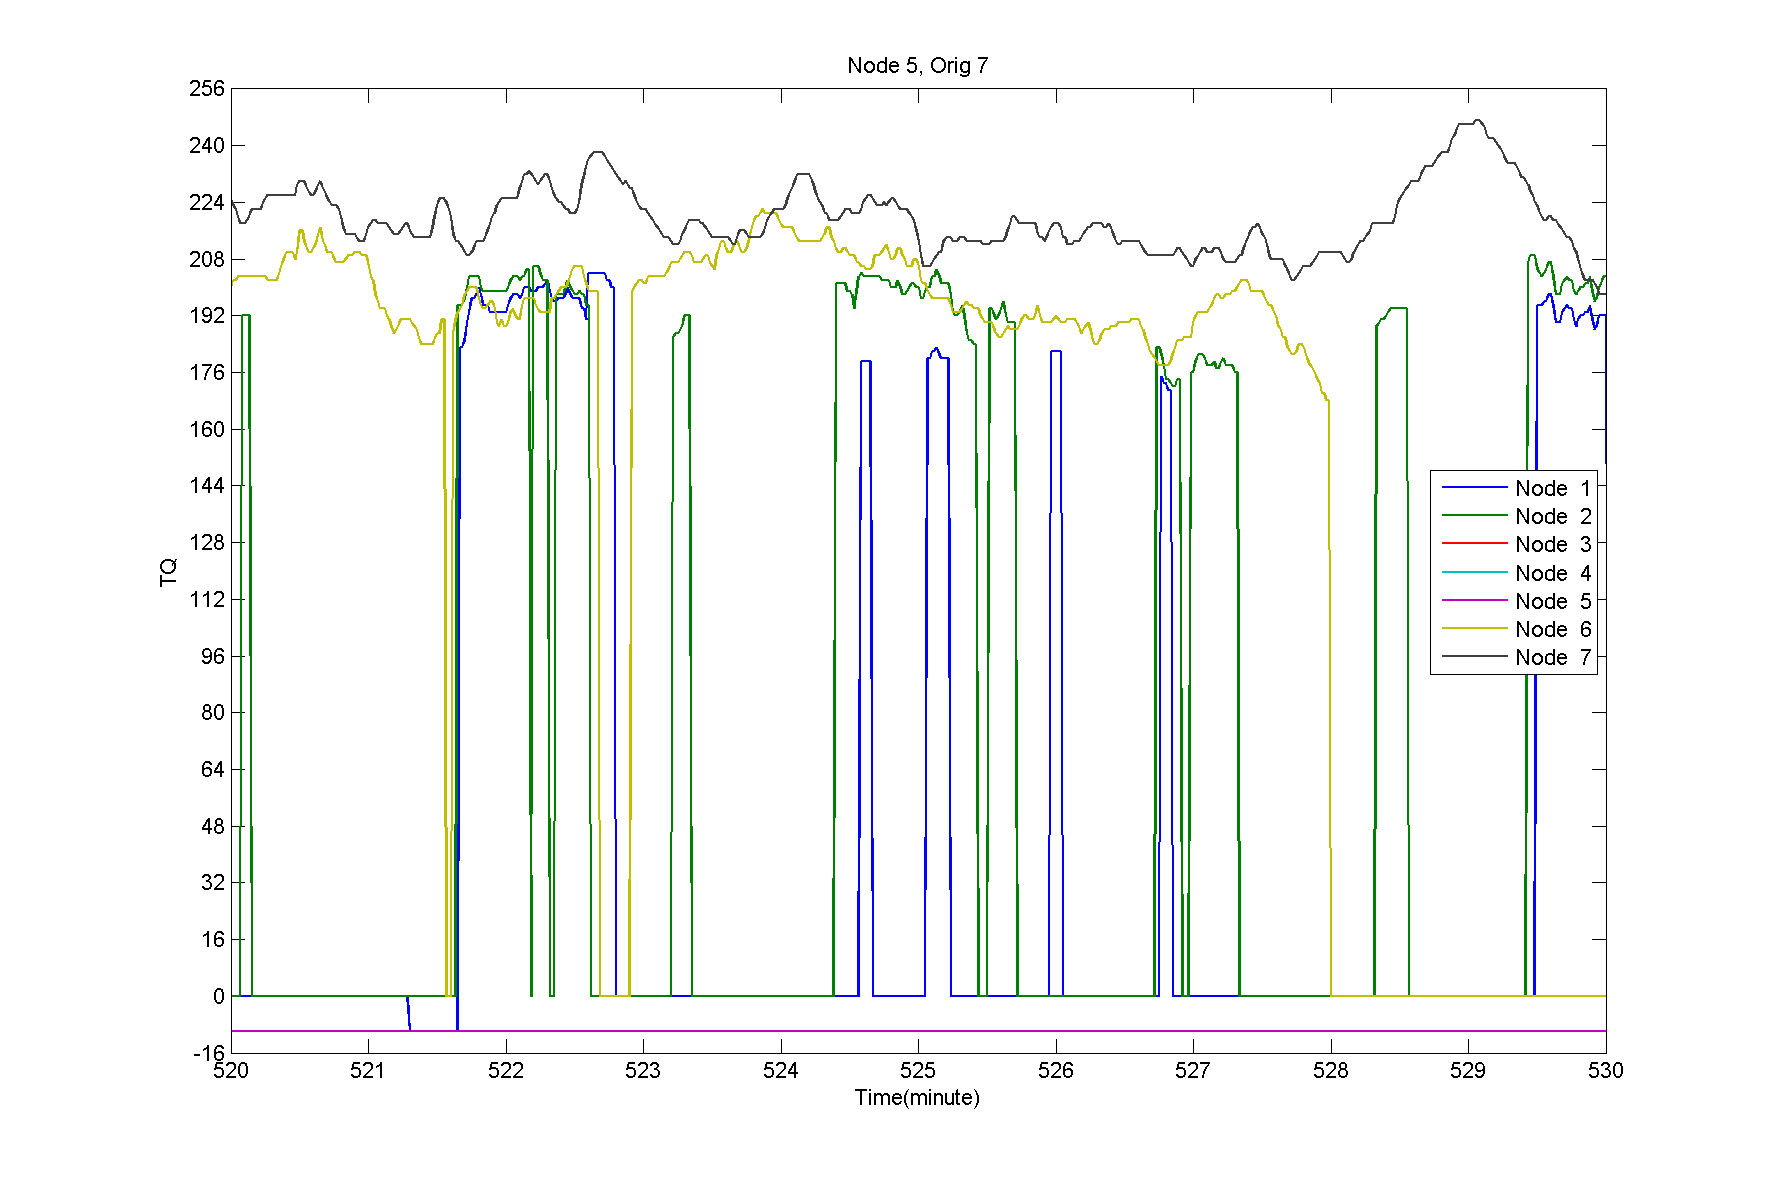 Node 5, Orig 7
256
240
224
208
192
176
160
144
128
112
96
80
64
48
32
16
0
-16
TQ
520 521 522 523 524 525 526 527 528 529 530
Time(minute)
Node 1
Node 2
Node 3
Node 4
Node 5
Node 6
Node 7